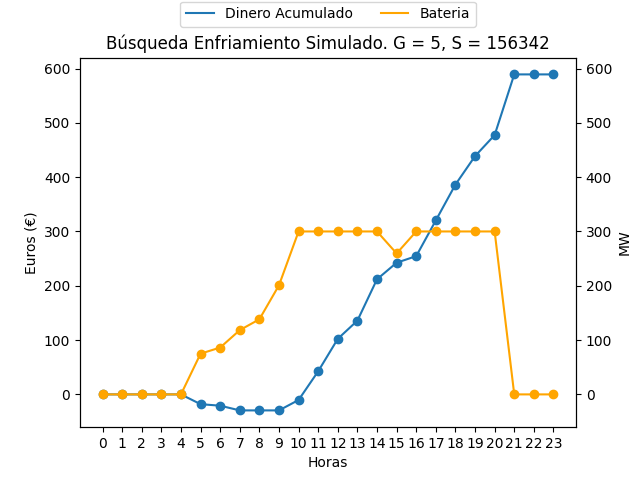 Dinero Acumulado Bateria
Búsqueda Enfriamiento Simulado. G = 5, S = 156342
600 600
500 500
400 400
300 300
200 200
100 100
0 0
Euros (€)
MW
0 1 2 3 4 5 6 7 8 9 10 11 12 13 14 15 16 17 18 19 20 21 22 23
Horas